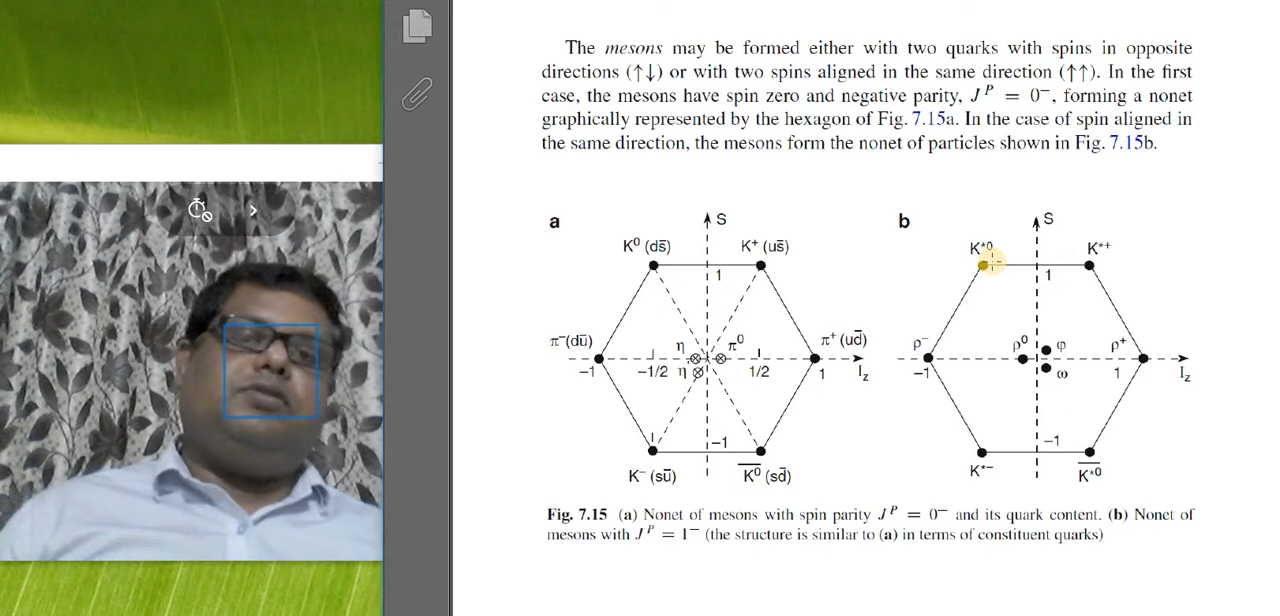 The mesons may be formed either with two quarks with spins in opposite
directions (↑↓) or with two spins aligned in the same direction (↑↑). In the first
case, the mesons have spin zero and negative parity, J^P = 0⁻, forming a nonet
graphically represented by the hexagon of Fig. 7.15a. In the case of spin aligned in
the same direction, the mesons form the nonet of particles shown in Fig. 7.15b.
a
S
K⁰ (ds̄)
K⁺ (us̄)
1
π⁻(dū)
η
π⁰
π⁺ (ud̄)
−1
−1/2
η
1/2
1
I_z
−1
K⁻ (sū)
K̅⁰ (sd̄)
b
S
K*⁰
K*⁺
1
ρ⁻
ρ⁰
φ
ρ⁺
−1
ω
1
I_z
−1
K*⁻
K̅*⁰
Fig. 7.15 (a) Nonet of mesons with spin parity J^P = 0⁻ and its quark content. (b) Nonet of
mesons with J^P = 1⁻ (the structure is similar to (a) in terms of constituent quarks)